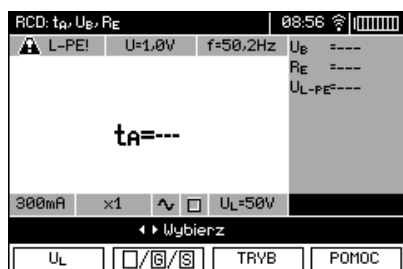 RCD: tA, UB, RE 08:56
L-PE! U=1,0V f=50,2Hz
UB =---
RE =---
UL-PE=---
tA=---
300mA ×1 UL=50V
Wybierz
UL □/G/S TRYB POMOC